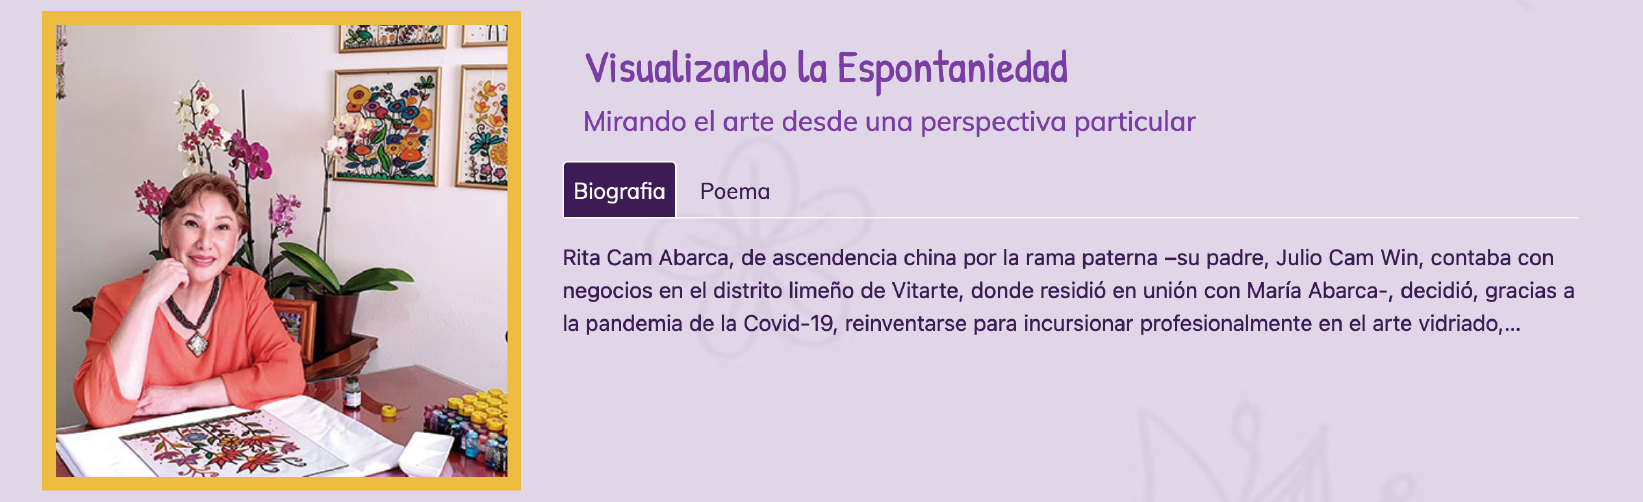 Visualizando la Espontaniedad
Mirando el arte desde una perspectiva particular
Biografia
Poema
Rita Cam Abarca, de ascendencia china por la rama paterna –su padre, Julio Cam Win, contaba con
negocios en el distrito limeño de Vitarte, donde residió en unión con María Abarca-, decidió, gracias a
la pandemia de la Covid-19, reinventarse para incursionar profesionalmente en el arte vidriado,...